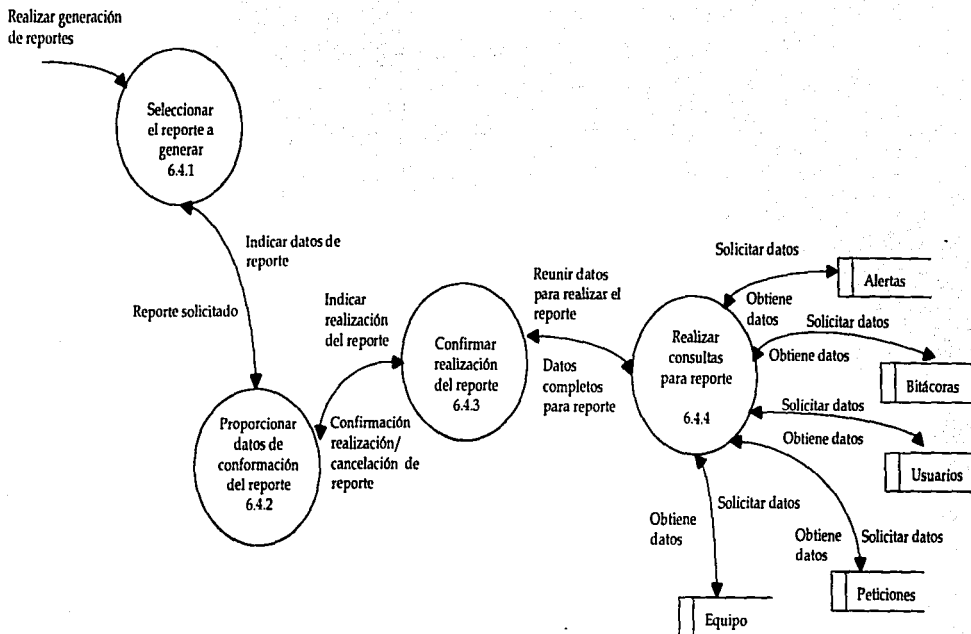 Realizar generación
de reportes
Seleccionar
el reporte a
generar
6.4.1
Indicar datos de
reporte
Reporte solicitado
Proporcionar
datos de
conformación
del reporte
6.4.2
Indicar
realización
del reporte
Confirmación
realización/
cancelación de
reporte
Confirmar
realización
del reporte
6.4.3
Reunir datos
para realizar el
reporte
Datos
completos
para reporte
Realizar
consultas
para reporte
6.4.4
Solicitar datos
Obtiene
datos
Alertas
Solicitar datos
Obtiene datos
Bitácoras
Solicitar datos
Obtiene datos
Usuarios
Solicitar datos
Obtiene
datos
Peticiones
Solicitar datos
Obtiene
datos
Equipo